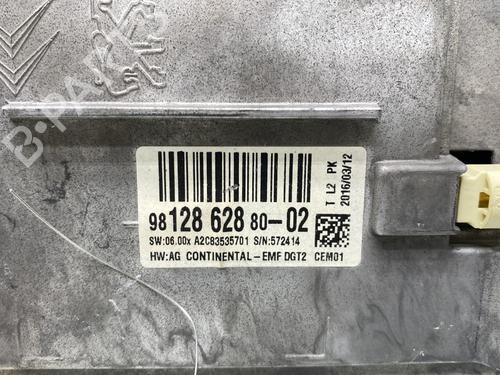 B-PARTS
98 128 628 80-02
SW:06.00x A2C83535701 S/N:572414
HW:AG CONTINENTAL-EMF DGT2 CEM01
T L2 PK
2016/03/12